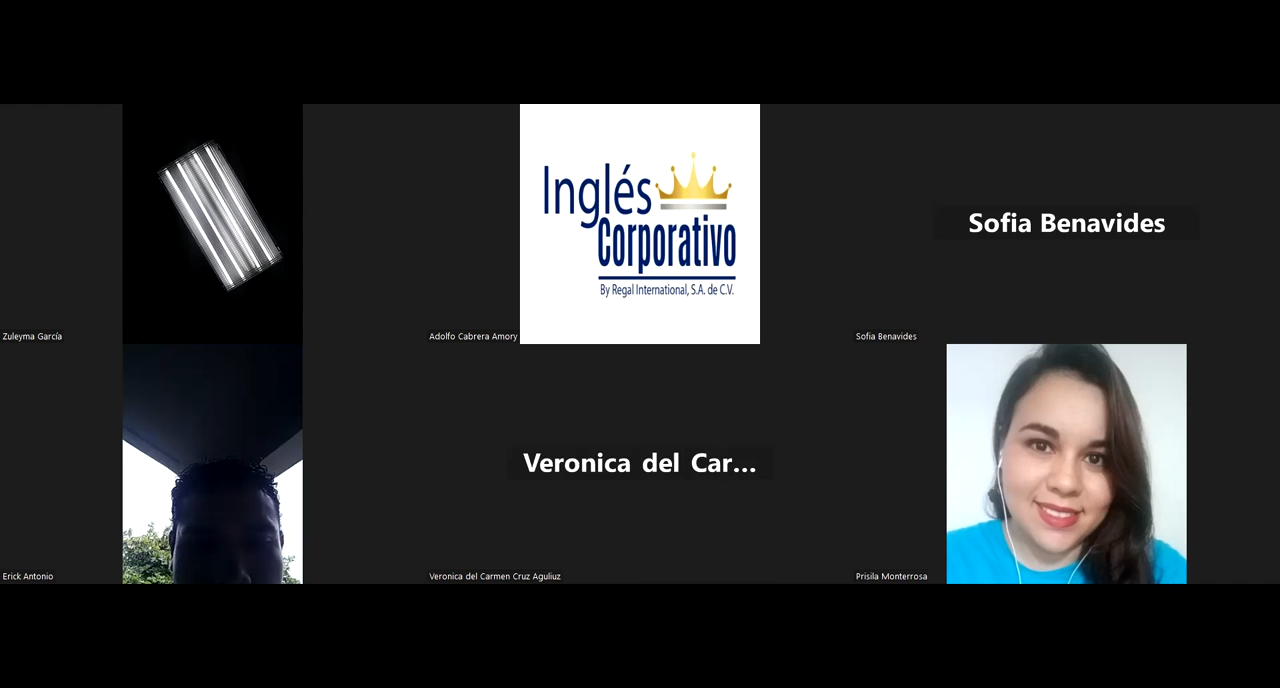 Inglés
Corporativo
By Regal International, S.A. de C.V.
Sofia Benavides
Zuleyma García
Adolfo Cabrera Amory
Sofia Benavides
Veronica del Car...
Erick Antonio
Veronica del Carmen Cruz Aguliuz
Prisila Monterrosa